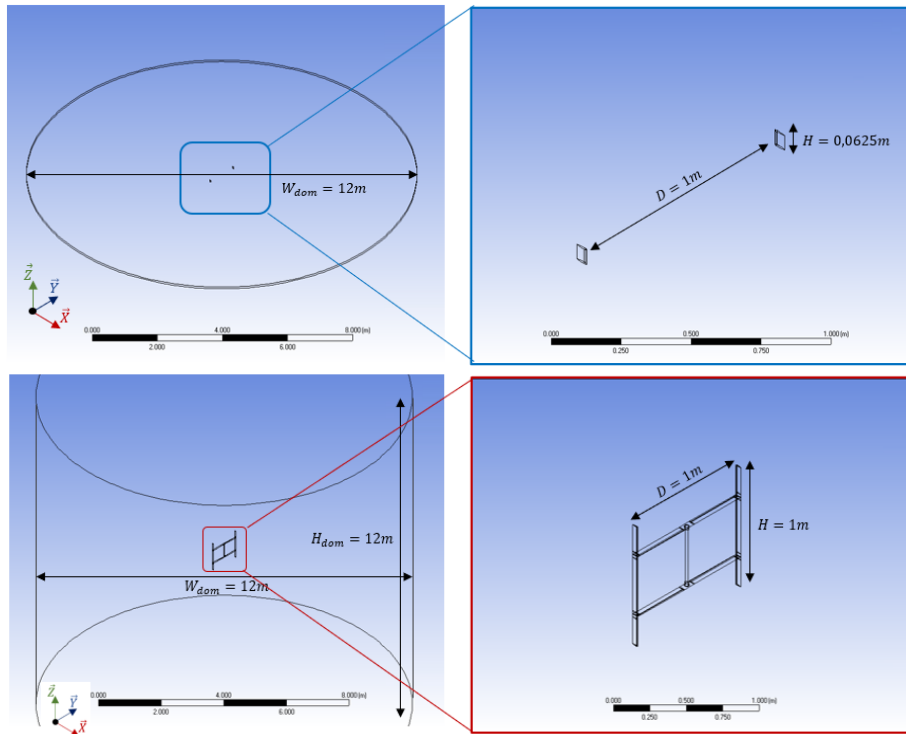 W_dom = 12m
Z⃗
Y⃗
X⃗
0.000 4.000 8.000 (m)
2.000 6.000
D = 1m
H = 0,0625m
0.000 0.500 1.000 (m)
0.250 0.750
H_dom = 12m
W_dom = 12m
Z⃗
Y⃗
X⃗
0.000 4.000 8.000 (m)
2.000 6.000
D = 1m
H = 1m
0.000 0.500 1.000 (m)
0.250 0.750